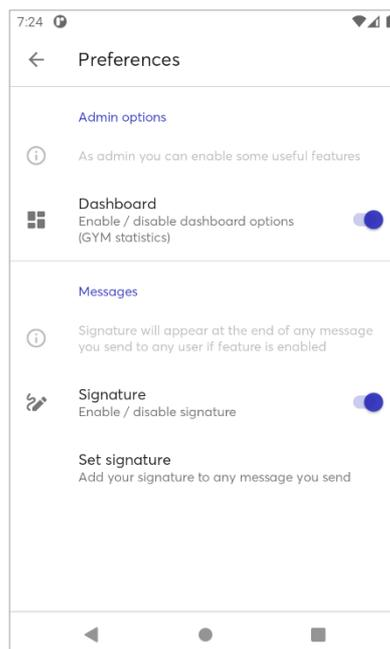 7:24
Preferences
Admin options
As admin you can enable some useful features
Dashboard
Enable / disable dashboard options
(GYM statistics)
Messages
Signature will appear at the end of any message
you send to any user if feature is enabled
Signature
Enable / disable signature
Set signature
Add your signature to any message you send